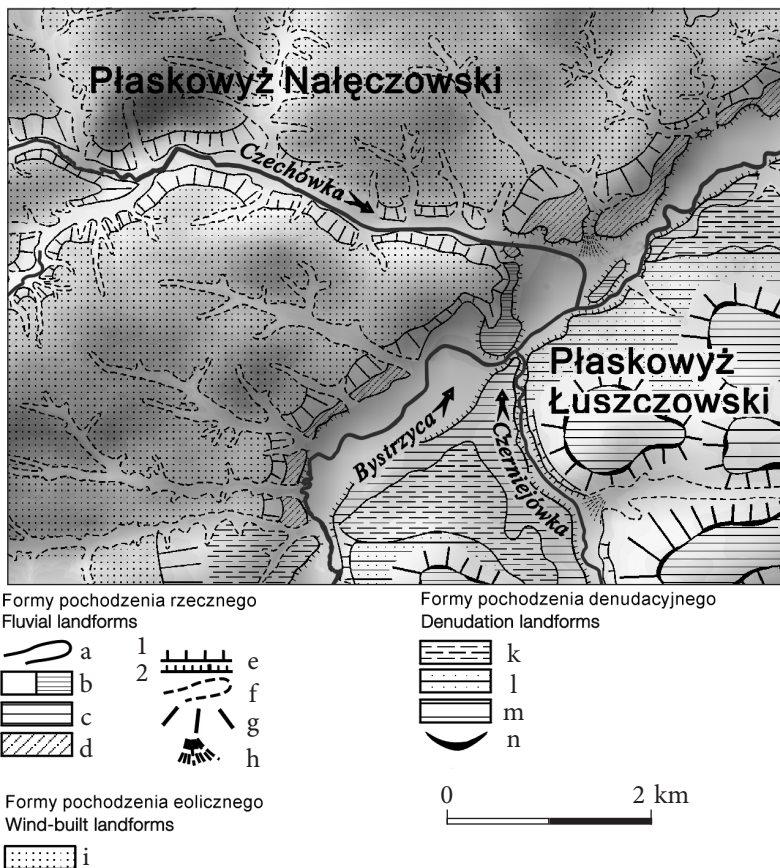 Płaskowyż Nałęczowski
Czechówka
Płaskowyż
Łuszczowski
Bystrzyca
Czerniejówka
Formy pochodzenia rzecznego
Fluvial landforms
a
b
c
d
1
2
e
f
g
h
Formy pochodzenia eolicznego
Wind-built landforms
i
Formy pochodzenia denudacyjnego
Denudation landforms
k
l
m
n
0 2 km